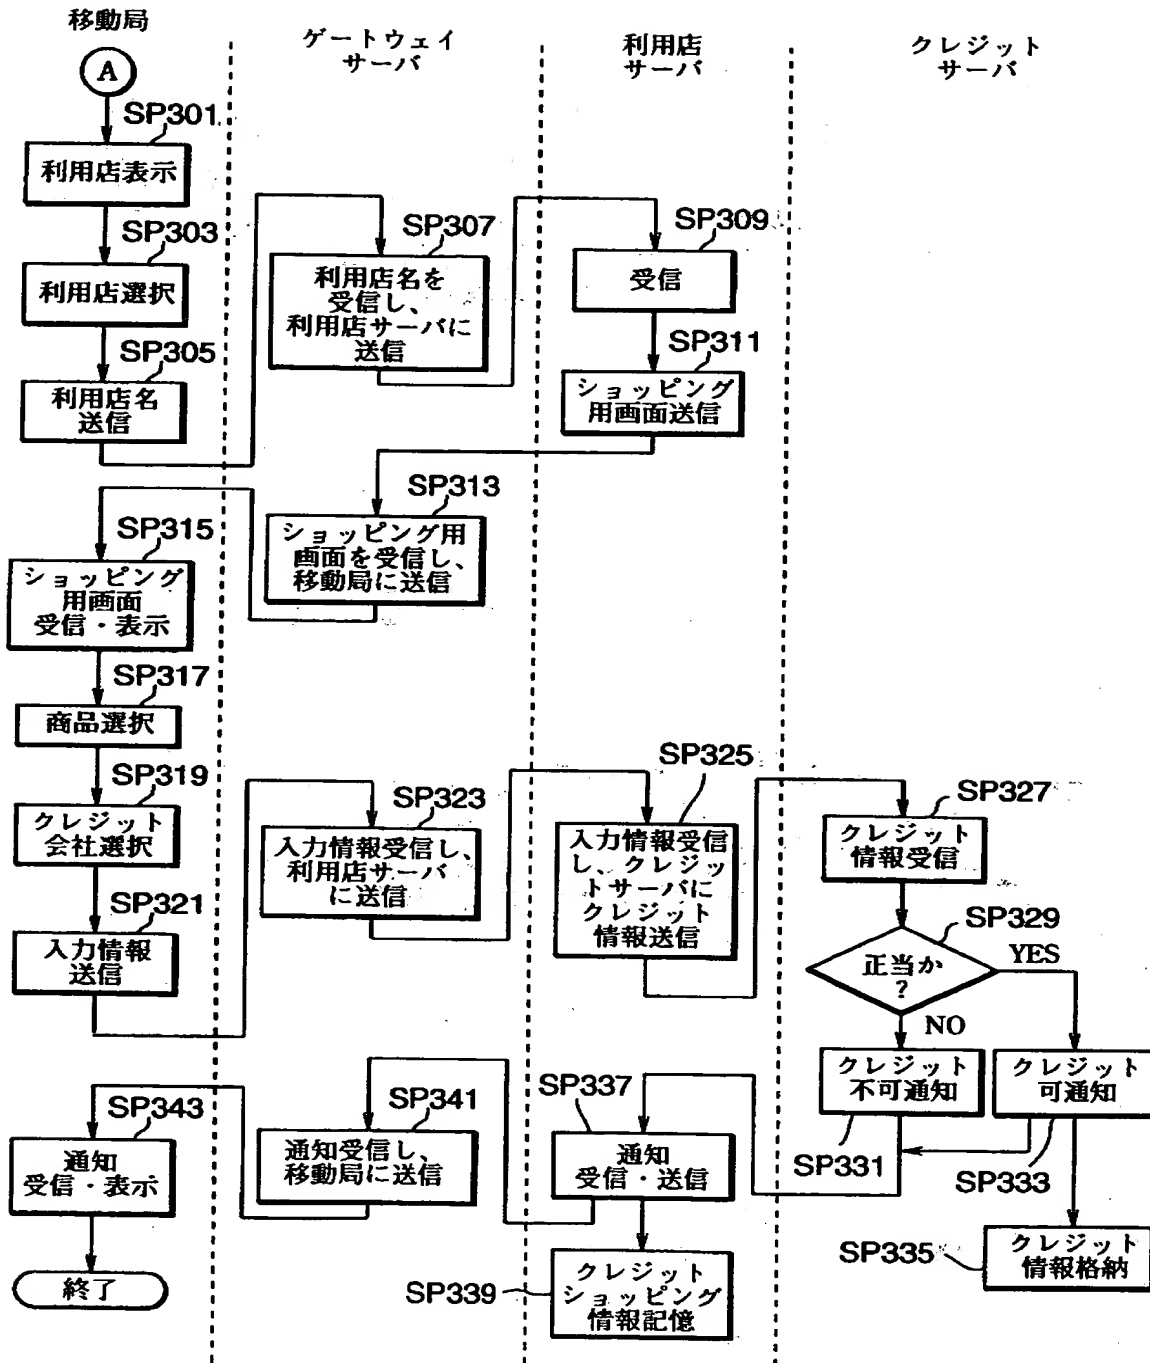 移動局
ゲートウェイ
サーバ
利用店
サーバ
クレジット
サーバ
A
SP301
利用店表示
SP303
利用店選択
SP305
利用店名
送信
SP307
利用店名を
受信し、
利用店サーバに
送信
SP309
受信
SP311
ショッピング
用画面送信
SP313
ショッピング用
画面を受信し、
移動局に送信
SP315
ショッピング
用画面
受信・表示
SP317
商品選択
SP319
クレジット
会社選択
SP321
入力情報
送信
SP323
入力情報受信し、
利用店サーバ
に送信
SP325
入力情報受信
し、クレジッ
トサーバに
クレジット
情報送信
SP327
クレジット
情報受信
SP329
正当か
?
YES
NO
クレジット
不可通知
SP331
クレジット
可通知
SP333
SP335
クレジット
情報格納
SP337
通知
受信・送信
SP339
クレジット
ショッピング
情報記憶
SP341
通知受信し、
移動局に送信
SP343
通知
受信・表示
終了